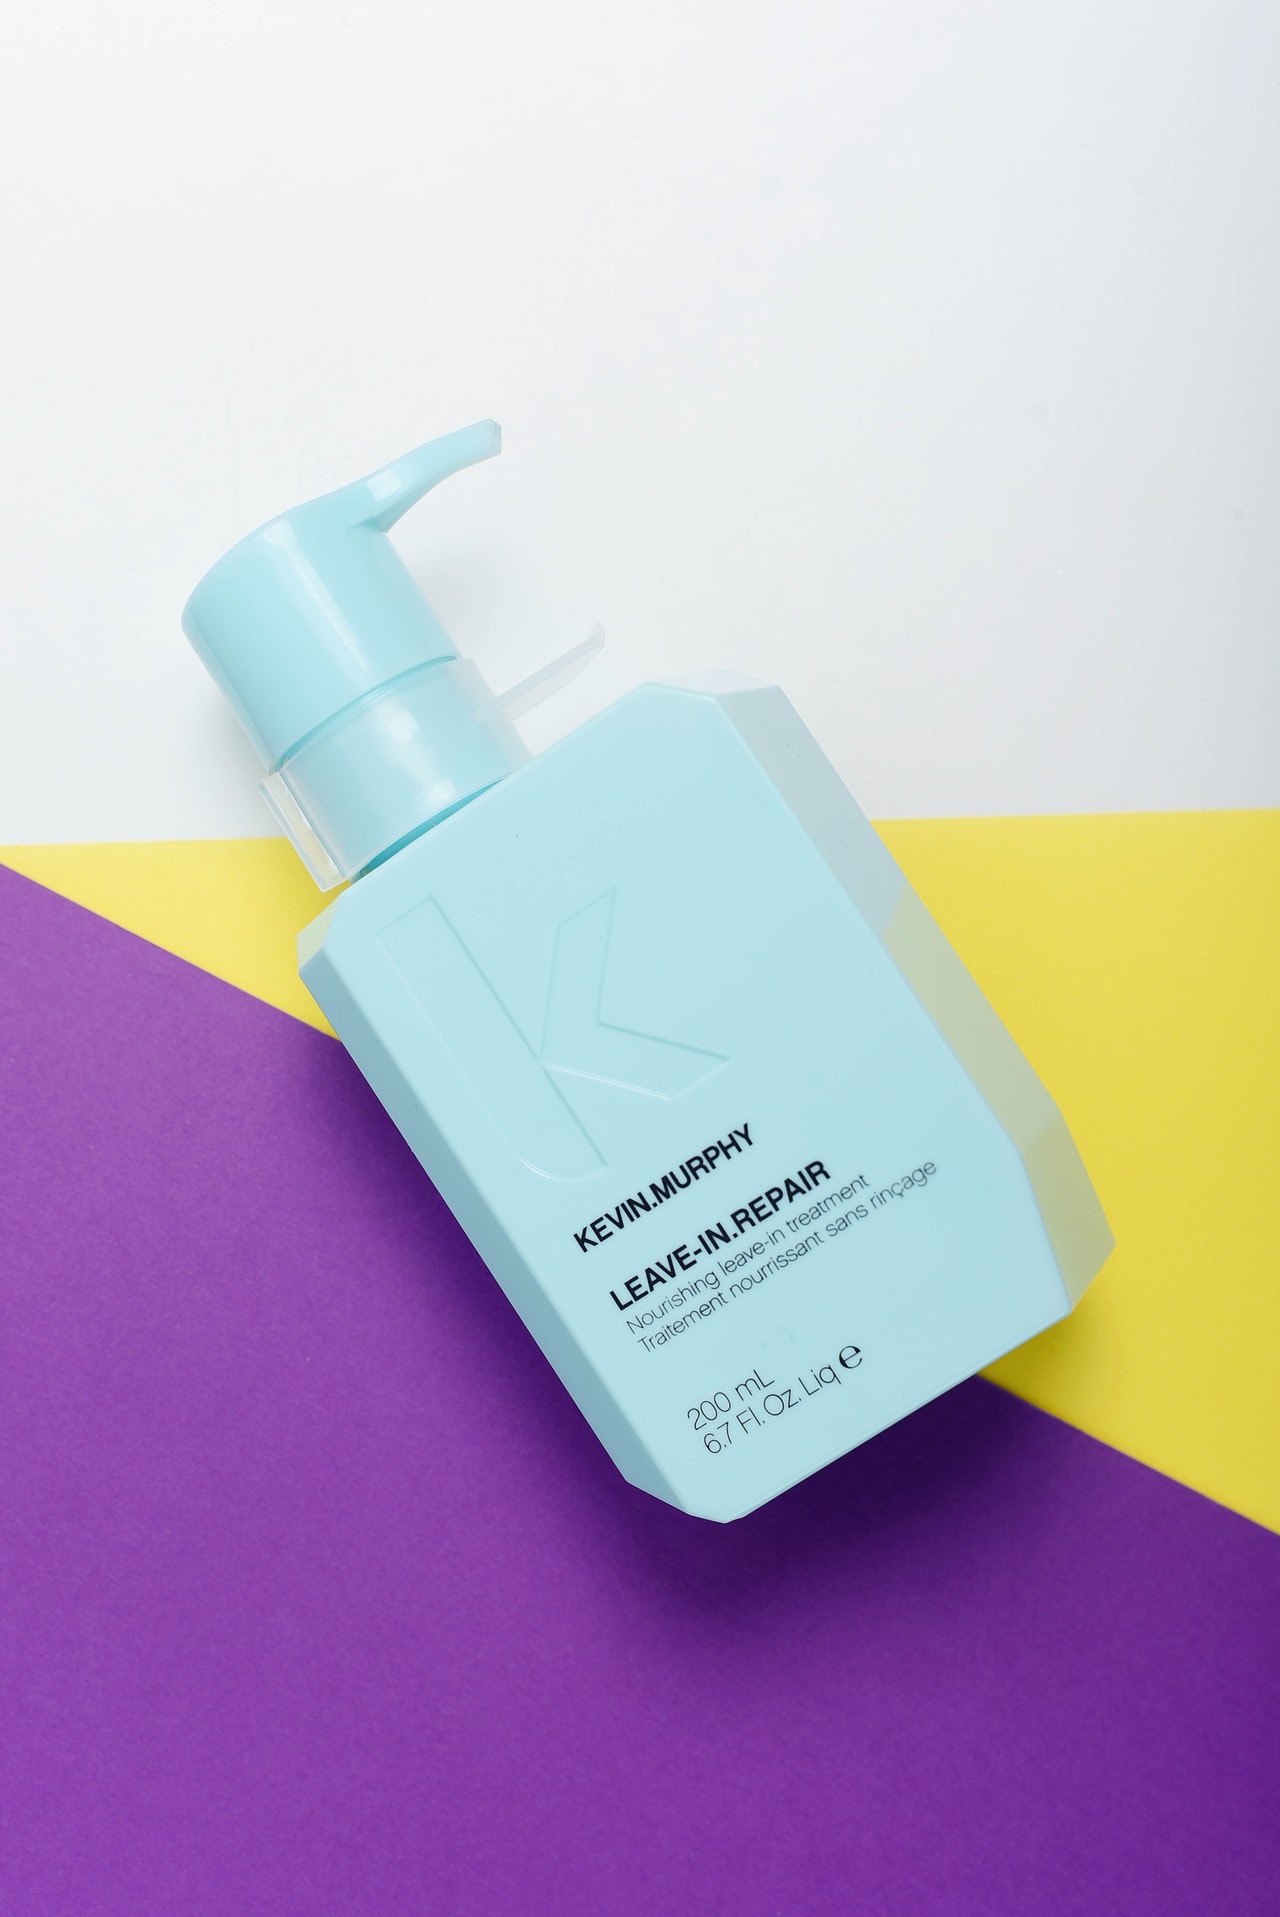 K
KEVIN.MURPHY
LEAVE-IN.REPAIR
Nourishing leave-in treatment
Traitement nourrissant sans rinçage
200 mL
6.7 Fl. Oz. Liq ℮